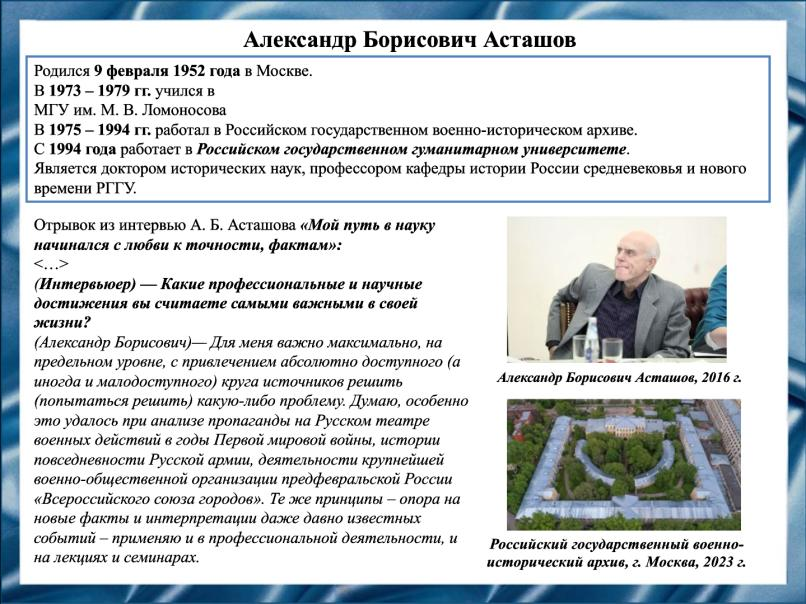 Александр Борисович Асташов
Родился 9 февраля 1952 года в Москве.
В 1973 – 1979 гг. учился в
МГУ им. М. В. Ломоносова
В 1975 – 1994 гг. работал в Российском государственном военно-историческом архиве.
С 1994 года работает в Российском государственном гуманитарном университете.
Является доктором исторических наук, профессором кафедры истории России средневековья и нового
времени РГГУ.
Отрывок из интервью А. Б. Асташова «Мой путь в науку
начинался с любви к точности, фактам»:
<…>
(Интервьюер) — Какие профессиональные и научные
достижения вы считаете самыми важными в своей
жизни?
(Александр Борисович)— Для меня важно максимально, на
предельном уровне, с привлечением абсолютно доступного (а
иногда и малодоступного) круга источников решить
(попытаться решить) какую-либо проблему. Думаю, особенно
это удалось при анализе пропаганды на Русском театре
военных действий в годы Первой мировой войны, истории
повседневности Русской армии, деятельности крупнейшей
военно-общественной организации предфевральской России
«Всероссийского союза городов». Те же принципы – опора на
новые факты и интерпретации даже давно известных
событий – применяю и в профессиональной деятельности, и
на лекциях и семинарах.
Александр Борисович Асташов, 2016 г.
Российский государственный военно-
исторический архив, г. Москва, 2023 г.